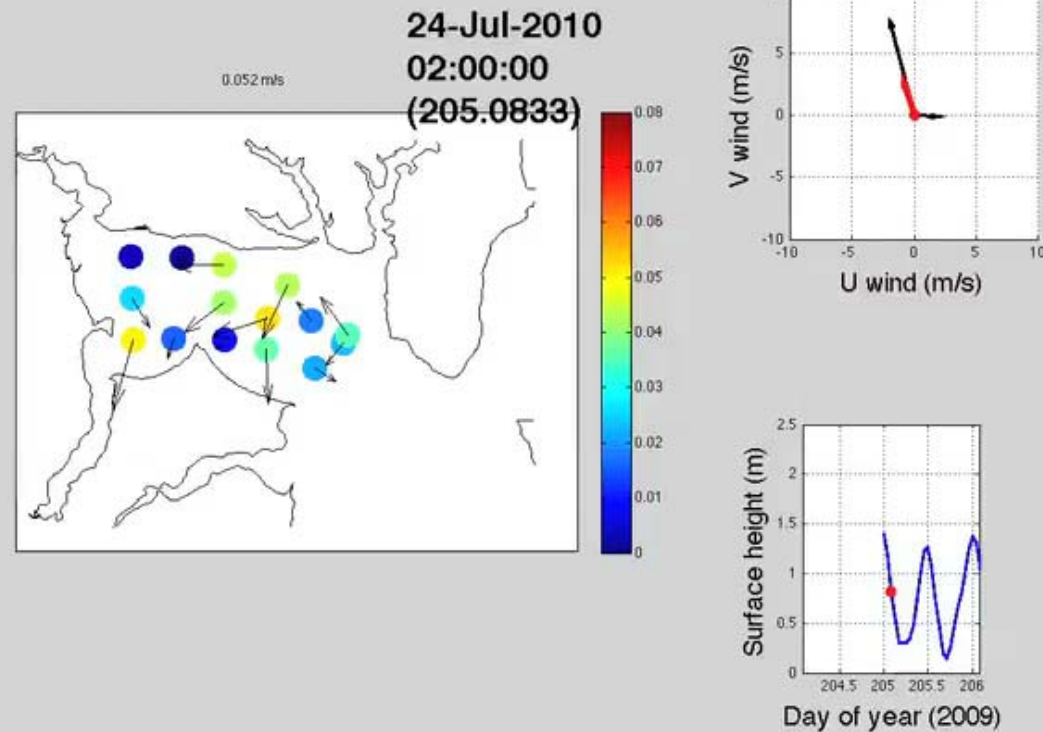 24-Jul-2010
02:00:00
(205.0833)
0.052 m/s
0.08
0.07
0.06
0.05
0.04
0.03
0.02
0.01
0
V wind (m/s)
5
0
-5
-10
-10 -5 0 5 10
U wind (m/s)
Surface height (m)
2.5
2
1.5
1
0.5
0
204.5 205 205.5 206
Day of year (2009)